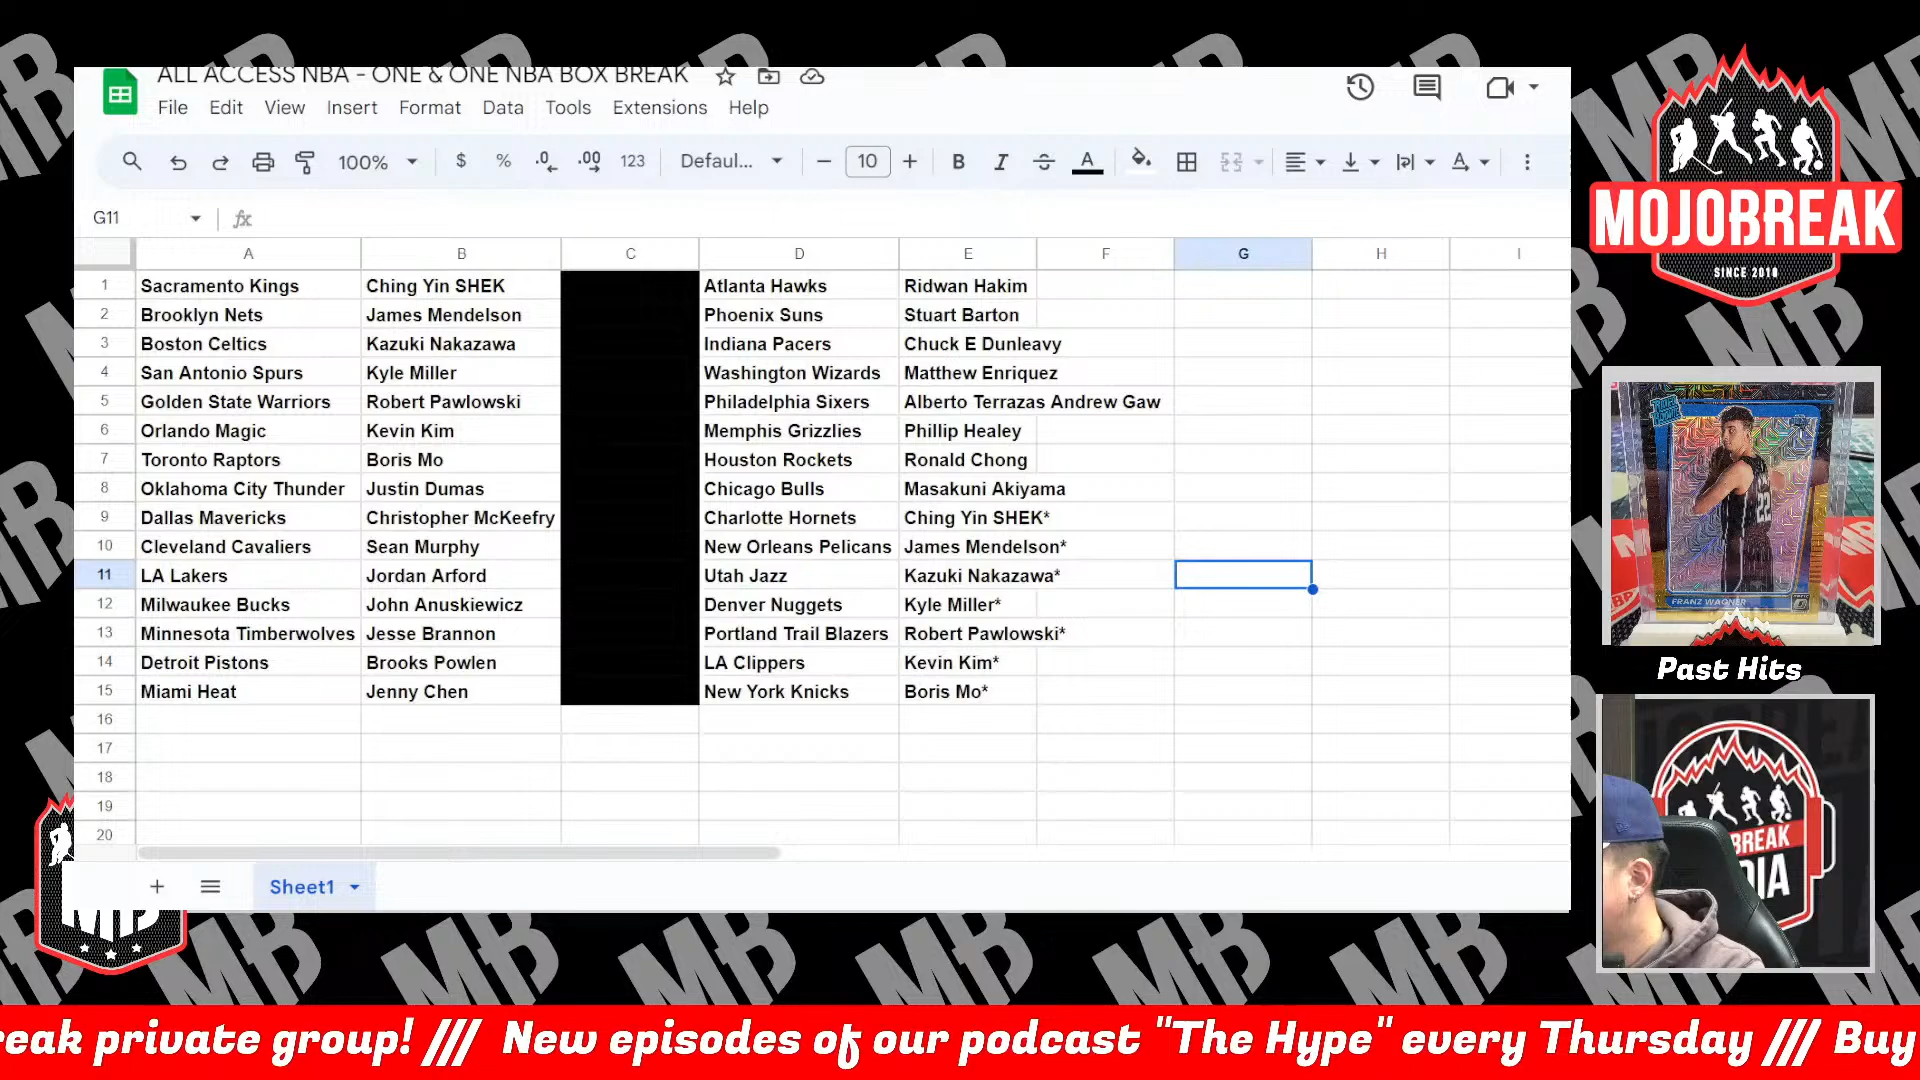 ALL ACCESS NBA - ONE & ONE NBA BOX BREAK
File Edit View Insert Format Data Tools Extensions Help
100% $ % .0 .00 123 Defaul... 10 B I S A
G11 fx
A B C D E F G H I
1 Sacramento Kings Ching Yin SHEK Atlanta Hawks Ridwan Hakim
2 Brooklyn Nets James Mendelson Phoenix Suns Stuart Barton
3 Boston Celtics Kazuki Nakazawa Indiana Pacers Chuck E Dunleavy
4 San Antonio Spurs Kyle Miller Washington Wizards Matthew Enriquez
5 Golden State Warriors Robert Pawlowski Philadelphia Sixers Alberto Terrazas Andrew Gaw
6 Orlando Magic Kevin Kim Memphis Grizzlies Phillip Healey
7 Toronto Raptors Boris Mo Houston Rockets Ronald Chong
8 Oklahoma City Thunder Justin Dumas Chicago Bulls Masakuni Akiyama
9 Dallas Mavericks Christopher McKeefry Charlotte Hornets Ching Yin SHEK*
10 Cleveland Cavaliers Sean Murphy New Orleans Pelicans James Mendelson*
11 LA Lakers Jordan Arford Utah Jazz Kazuki Nakazawa*
12 Milwaukee Bucks John Anuskiewicz Denver Nuggets Kyle Miller*
13 Minnesota Timberwolves Jesse Brannon Portland Trail Blazers Robert Pawlowski*
14 Detroit Pistons Brooks Powlen LA Clippers Kevin Kim*
15 Miami Heat Jenny Chen New York Knicks Boris Mo*
16
17
18
19
20
Sheet1
MOJOBREAK
SINCE 2010
RATED ROOKIE
22
FRANZ WAGNER
Past Hits
MB
eak private group! /// New episodes of our podcast "The Hype" every Thursday /// Buy